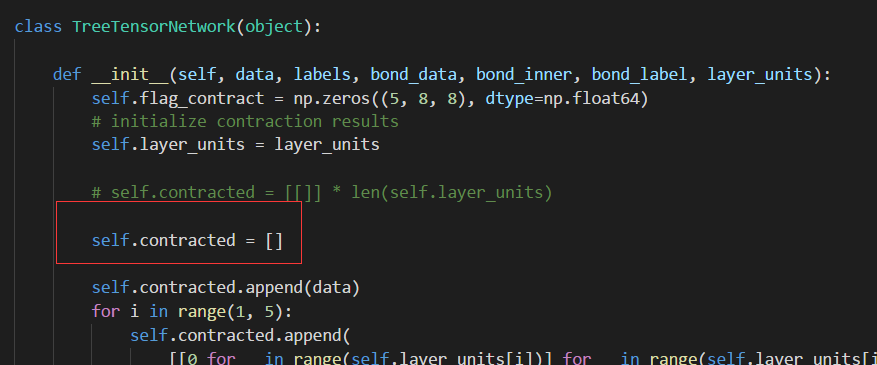 class TreeTensorNetwork(object):
def __init__(self, data, labels, bond_data, bond_inner, bond_label, layer_units):
self.flag_contract = np.zeros((5, 8, 8), dtype=np.float64)
# initialize contraction results
self.layer_units = layer_units
# self.contracted = [[]] * len(self.layer_units)
self.contracted = []
self.contracted.append(data)
for i in range(1, 5):
self.contracted.append(
[[0 for _ in range(self.layer_units[i])] for _ in range(self.layer_units[i